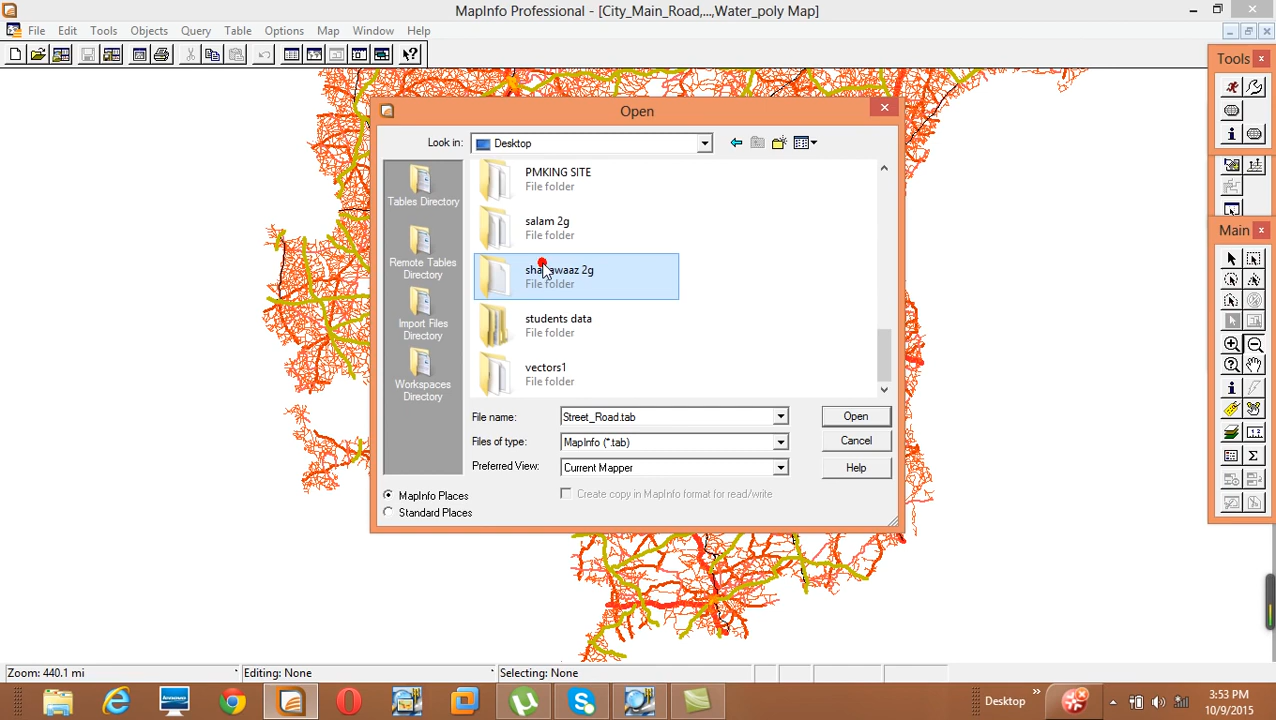 MapInfo Professional - [City_Main_Road,...,Water_poly Map]
File Edit Tools Objects Query Table Options Map Window Help
Tools
Main
Open
Look in: Desktop
Tables Directory
Remote Tables
Directory
Import Files
Directory
Workspaces
Directory
PMKING SITE
File folder
salam 2g
File folder
2g
File folder
students data
File folder
vectors1
File folder
File name: Street_Road.tab Open
Files of type: MapInfo (*.tab) Cancel
Preferred View: Current Mapper Help
Create copy in MapInfo format for read/write
MapInfo Places
Standard Places
Zoom: 440.1 mi Editing: None Selecting: None
lenovo
Desktop
3:53 PM
10/9/2015